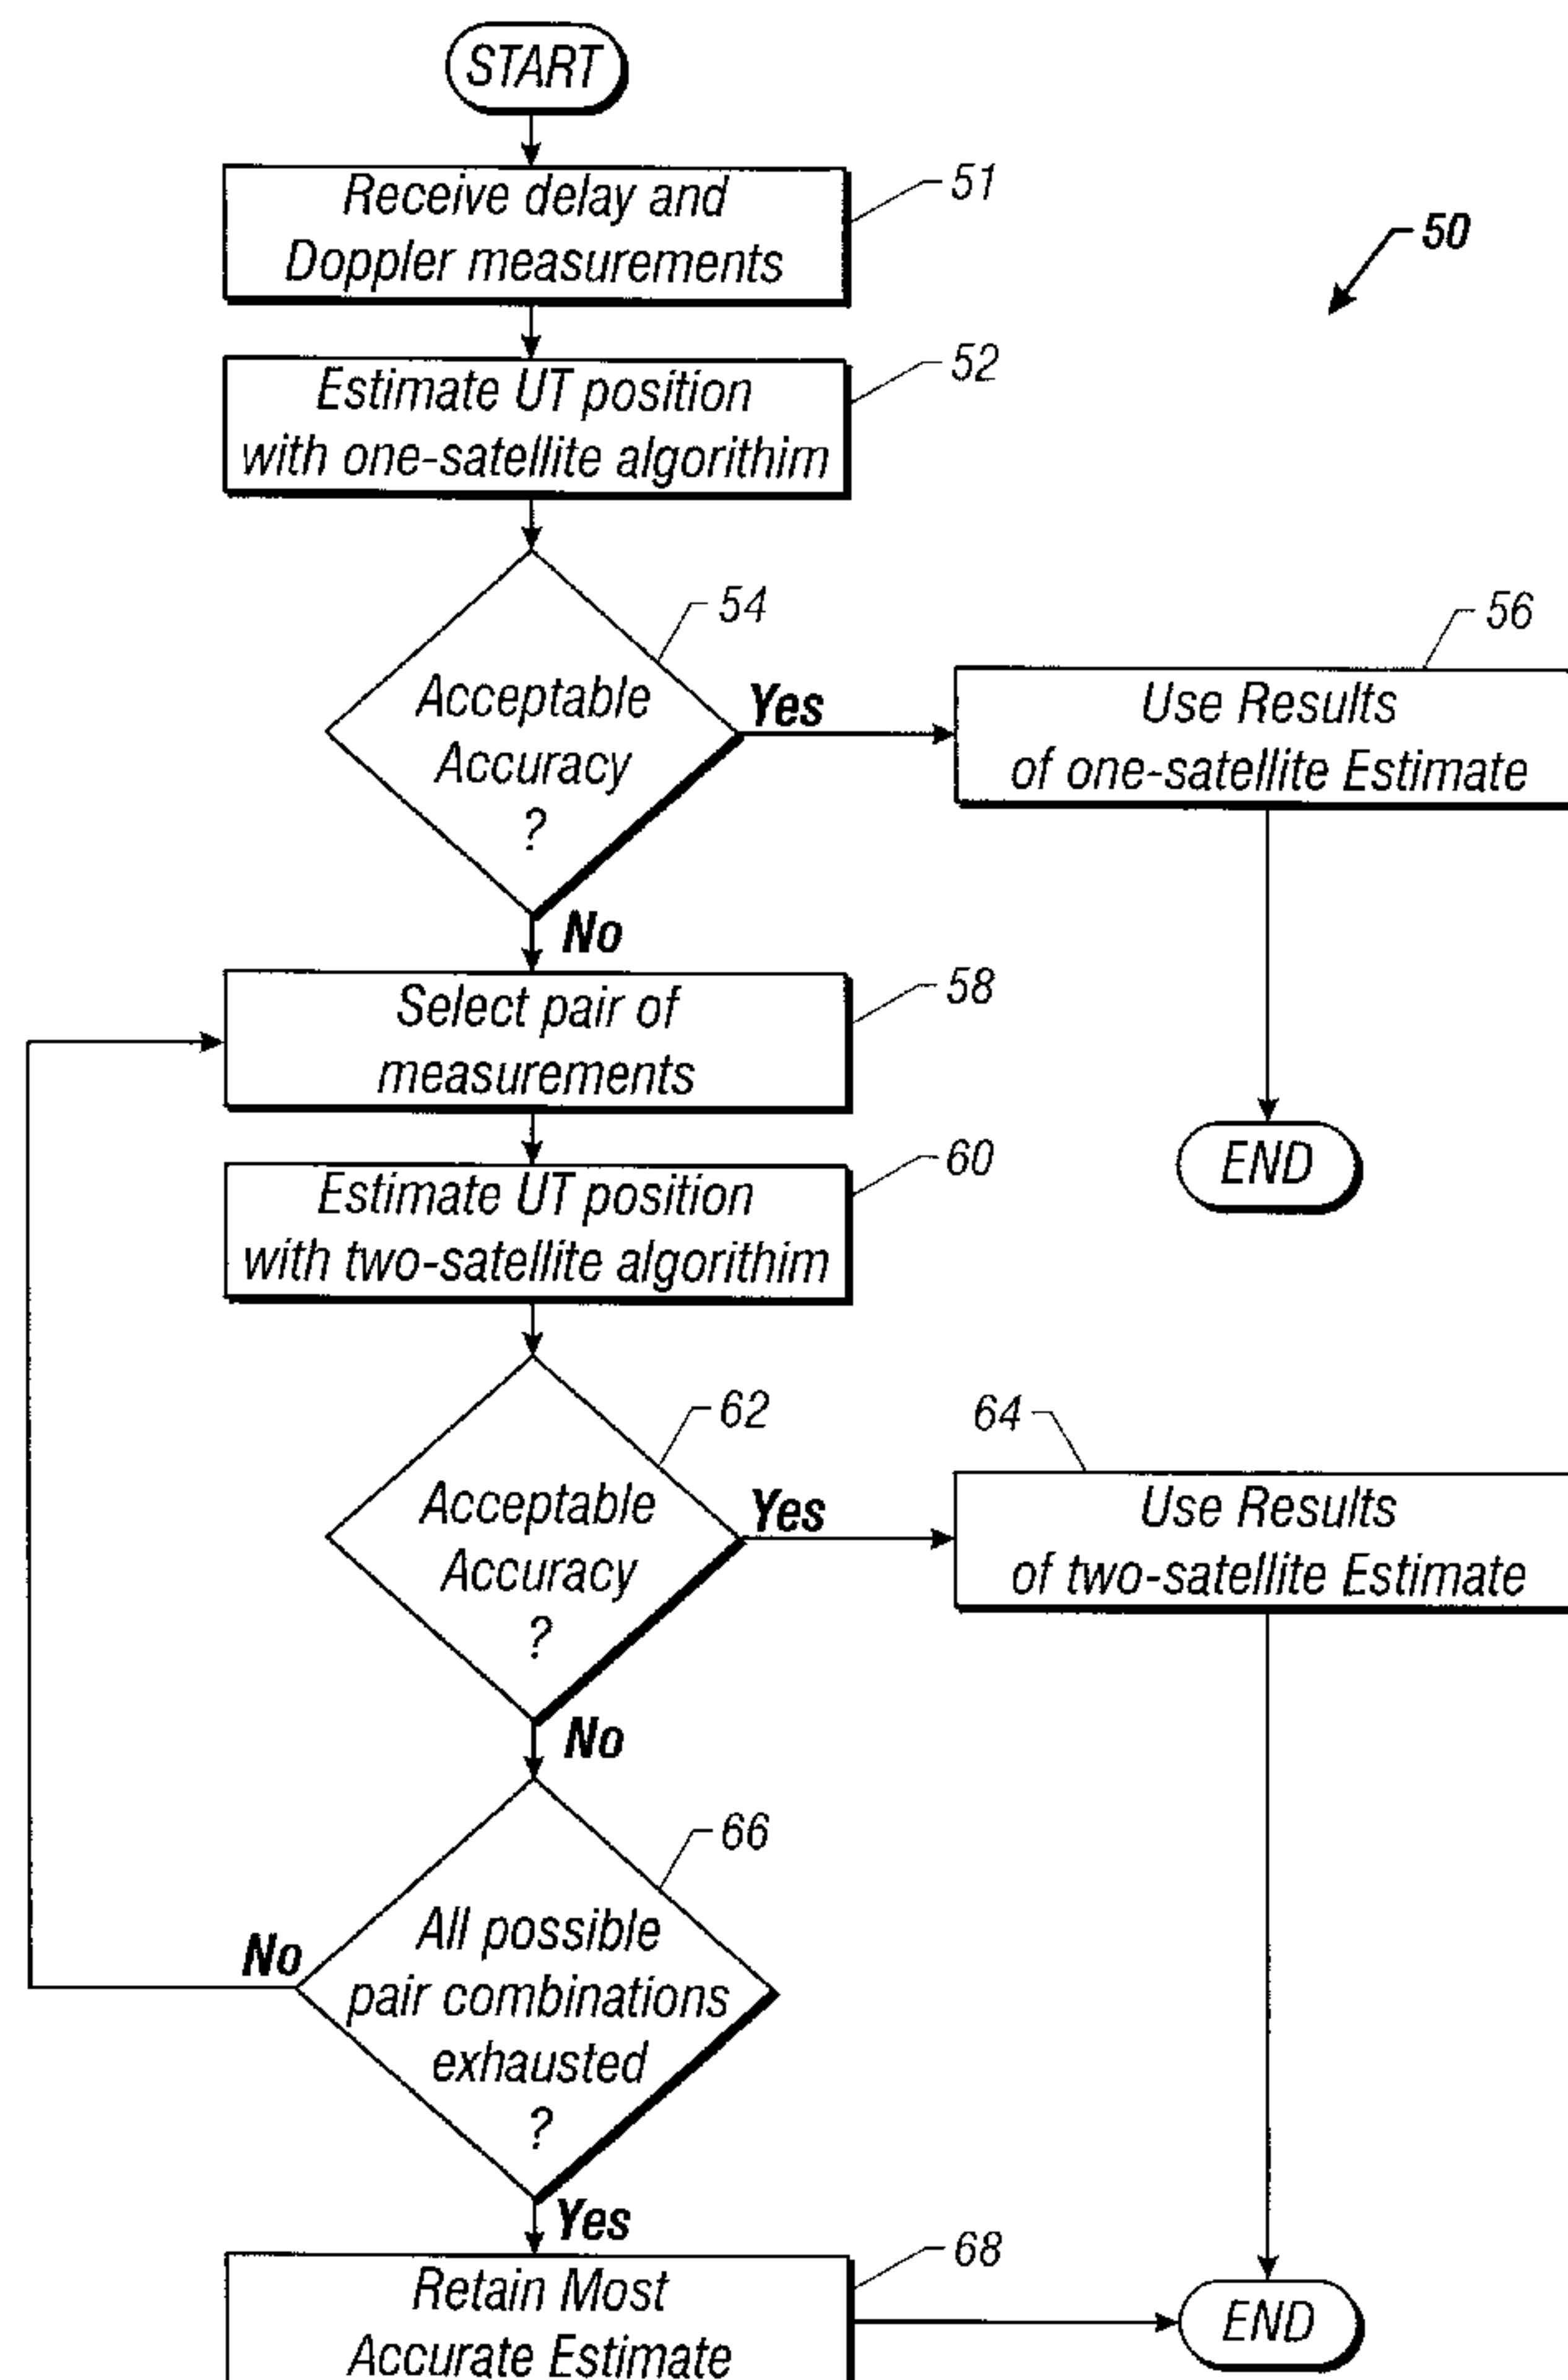 START
Receive delay and
Doppler measurements
51
50
Estimate UT position
with one-satellite algorithim
52
54
Acceptable
Accuracy
?
Yes
56
Use Results
of one-satellite Estimate
No
58
Select pair of
measurements
END
60
Estimate UT position
with two-satellite algorithim
62
Acceptable
Accuracy
?
Yes
64
Use Results
of two-satellite Estimate
No
66
All possible
pair combinations
exhausted
?
No
Yes
68
Retain Most
Accurate Estimate
END